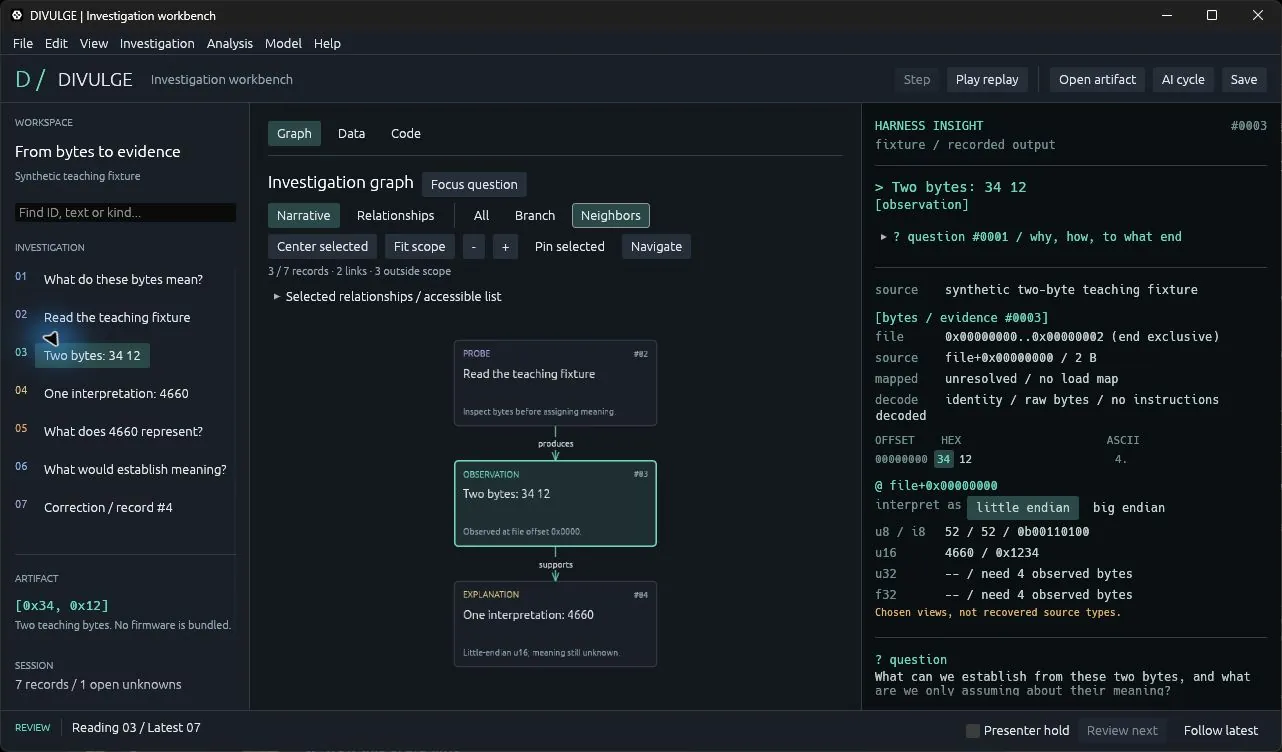 DIVULGE | Investigation workbench
File Edit View Investigation Analysis Model Help
D / DIVULGE Investigation workbench
Step Play replay Open artifact AI cycle Save
WORKSPACE
From bytes to evidence
Synthetic teaching fixture
Find ID, text or kind...
INVESTIGATION
01 What do these bytes mean?
02 Read the teaching fixture
03 Two bytes: 34 12
04 One interpretation: 4660
05 What does 4660 represent?
06 What would establish meaning?
07 Correction / record #4
ARTIFACT
[0x34, 0x12]
Two teaching bytes. No firmware is bundled.
SESSION
7 records / 1 open unknowns
Graph Data Code
Investigation graph Focus question
Narrative Relationships All Branch Neighbors
Center selected Fit scope - + Pin selected Navigate
3 / 7 records · 2 links · 3 outside scope
▸ Selected relationships / accessible list
PROBE #02
Read the teaching fixture
Inspect bytes before assigning meaning.
produces
OBSERVATION #03
Two bytes: 34 12
Observed at file offset 0x0000.
supports
EXPLANATION #04
One interpretation: 4660
Little-endian u16; meaning still unknown.
HARNESS INSIGHT #0003
fixture / recorded output
> Two bytes: 34 12
[observation]
▸ ? question #0001 / why, how, to what end
source synthetic two-byte teaching fixture
[bytes / evidence #0003]
file 0x00000000..0x00000002 (end exclusive)
source file+0x00000000 / 2 B
mapped unresolved / no load map
decode identity / raw bytes / no instructions
decoded
OFFSET HEX ASCII
00000000 34 12 4.
@ file+0x00000000
interpret as little endian big endian
u8 / i8 52 / 52 / 0b00110100
u16 4660 / 0x1234
u32 -- / need 4 observed bytes
f32 -- / need 4 observed bytes
Chosen views, not recovered source types.
? question
What can we establish from these two bytes, and what
are we only assuming about their meaning?
REVIEW Reading 03 / Latest 07
Presenter hold Review next Follow latest